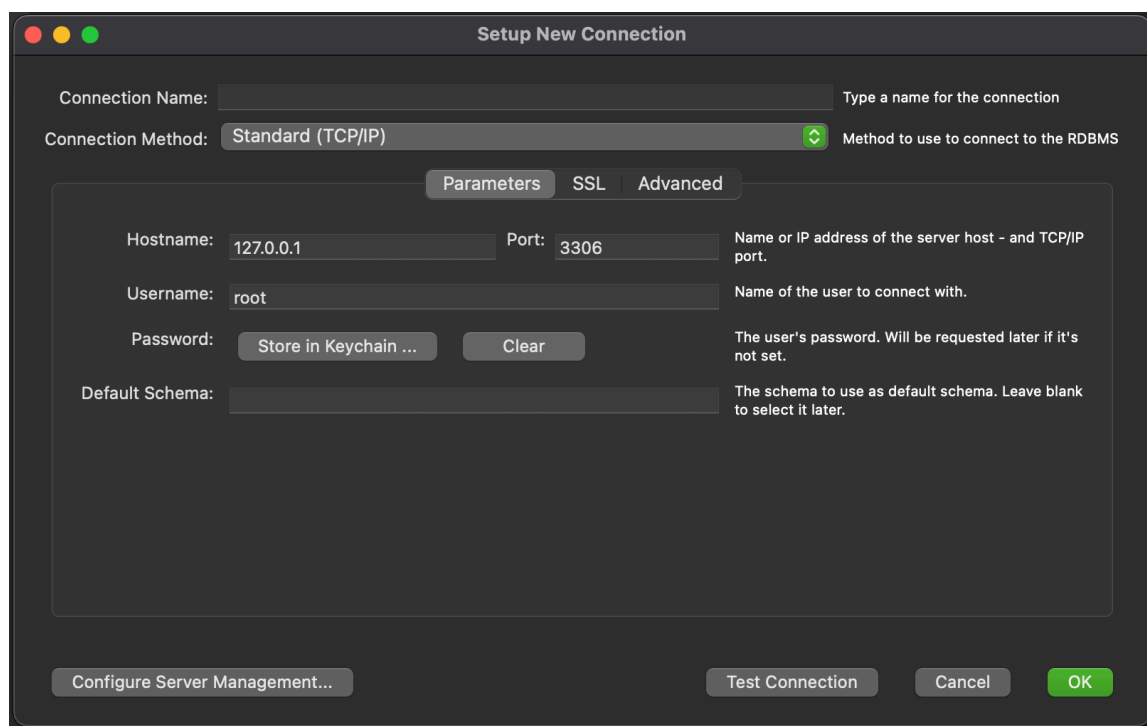 Setup New Connection
Connection Name:
Type a name for the connection
Connection Method:
Standard (TCP/IP)
Method to use to connect to the RDBMS
Parameters
SSL
Advanced
Hostname:
127.0.0.1
Port:
3306
Name or IP address of the server host - and TCP/IP
port.
Username:
root
Name of the user to connect with.
Password:
Store in Keychain ...
Clear
The user's password. Will be requested later if it's
not set.
Default Schema:
The schema to use as default schema. Leave blank
to select it later.
Configure Server Management...
Test Connection
Cancel
OK